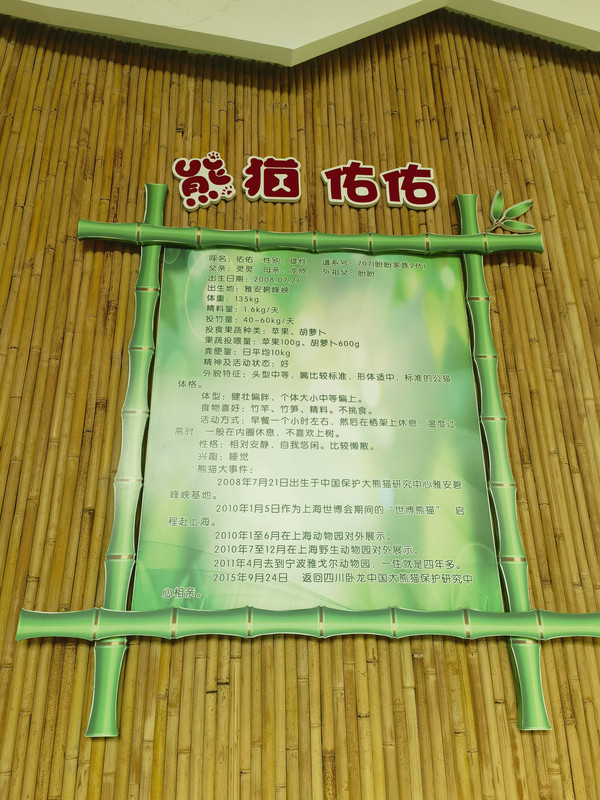 熊猫 佑佑
呼名：佑佑 性别：雄性 谱系号：707(盼盼家族2代)
父亲：灵灵 母亲：龙欣 外祖父：盼盼
出生日期：2008.07.21
出生地：雅安碧峰峡
体重：135kg
精料量：1.6kg/天
投竹量：40-60kg/天
投食果蔬种类：苹果、胡萝卜
果蔬投喂量：苹果100g、胡萝卜600g
粪便量：日平均10kg
精神及活动状态：好
外貌特征：头型中等，嘴比较标准，形体适中，标准的公猫
体格。
体型：健壮偏胖，个体大小中等偏上。
食物喜好：竹竿、竹笋、精料。不挑食。
活动方式：早餐一个小时左右，然后在栖架上休息，温度过
高时，一般在内圈休息，不喜欢上树。
性格：相对安静，自我悠闲。比较懒散。
兴趣：睡觉
熊猫大事件：
2008年7月21日出生于中国保护大熊猫研究中心雅安碧
峰峡基地。
2010年1月5日作为上海世博会期间的“世博熊猫” 启
程赴上海。
2010年1至6月在上海动物园对外展示。
2010年7至12月在上海野生动物园对外展示。
2011年4月去到宁波雅戈尔动物园，一住就是四年多。
2015年9月24日 返回四川卧龙中国大熊猫保护研究中
心相亲。